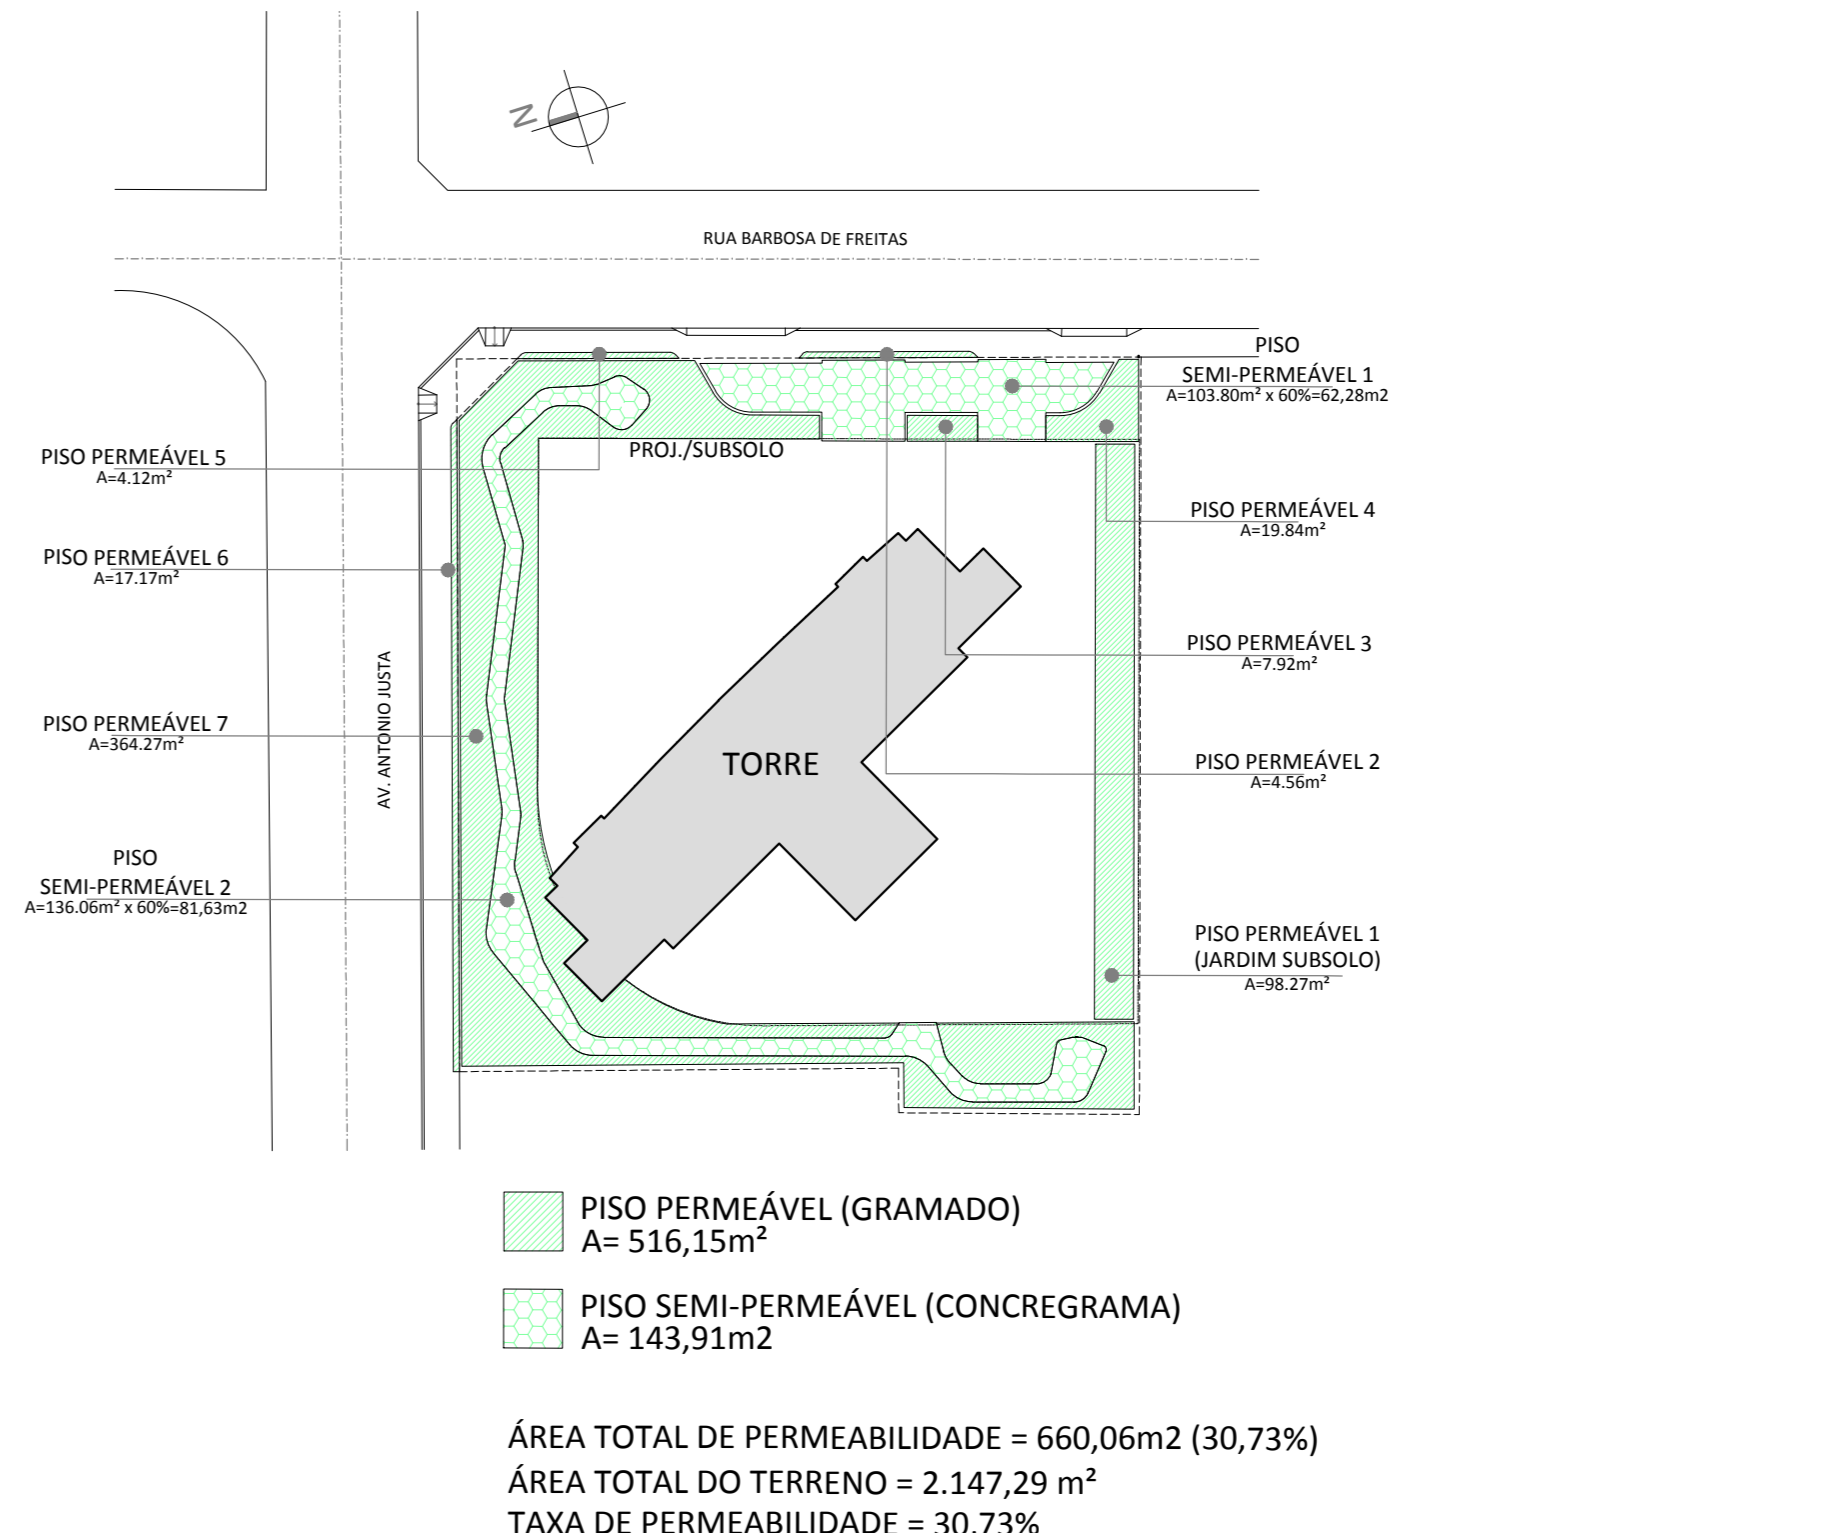 N
RUA BARBOSA DE FREITAS
PISO
SEMI-PERMEÁVEL 1
A=103.80m² x 60%=62,28m2
PROJ./SUBSOLO
PISO PERMEÁVEL 5
A=4.12m²
PISO PERMEÁVEL 4
A=19.84m²
PISO PERMEÁVEL 6
A=17.17m²
PISO PERMEÁVEL 3
A=7.92m²
AV. ANTONIO JUSTA
PISO PERMEÁVEL 7
A=364.27m²
TORRE
PISO PERMEÁVEL 2
A=4.56m²
PISO
SEMI-PERMEÁVEL 2
A=136.06m² x 60%=81,63m2
PISO PERMEÁVEL 1
(JARDIM SUBSOLO)
A=98.27m²
PISO PERMEÁVEL (GRAMADO)
A= 516,15m²
PISO SEMI-PERMEÁVEL (CONCREGRAMA)
A= 143,91m2
ÁREA TOTAL DE PERMEABILIDADE = 660,06m2 (30,73%)
ÁREA TOTAL DO TERRENO = 2.147,29 m²
TAXA DE PERMEABILIDADE = 30,73%